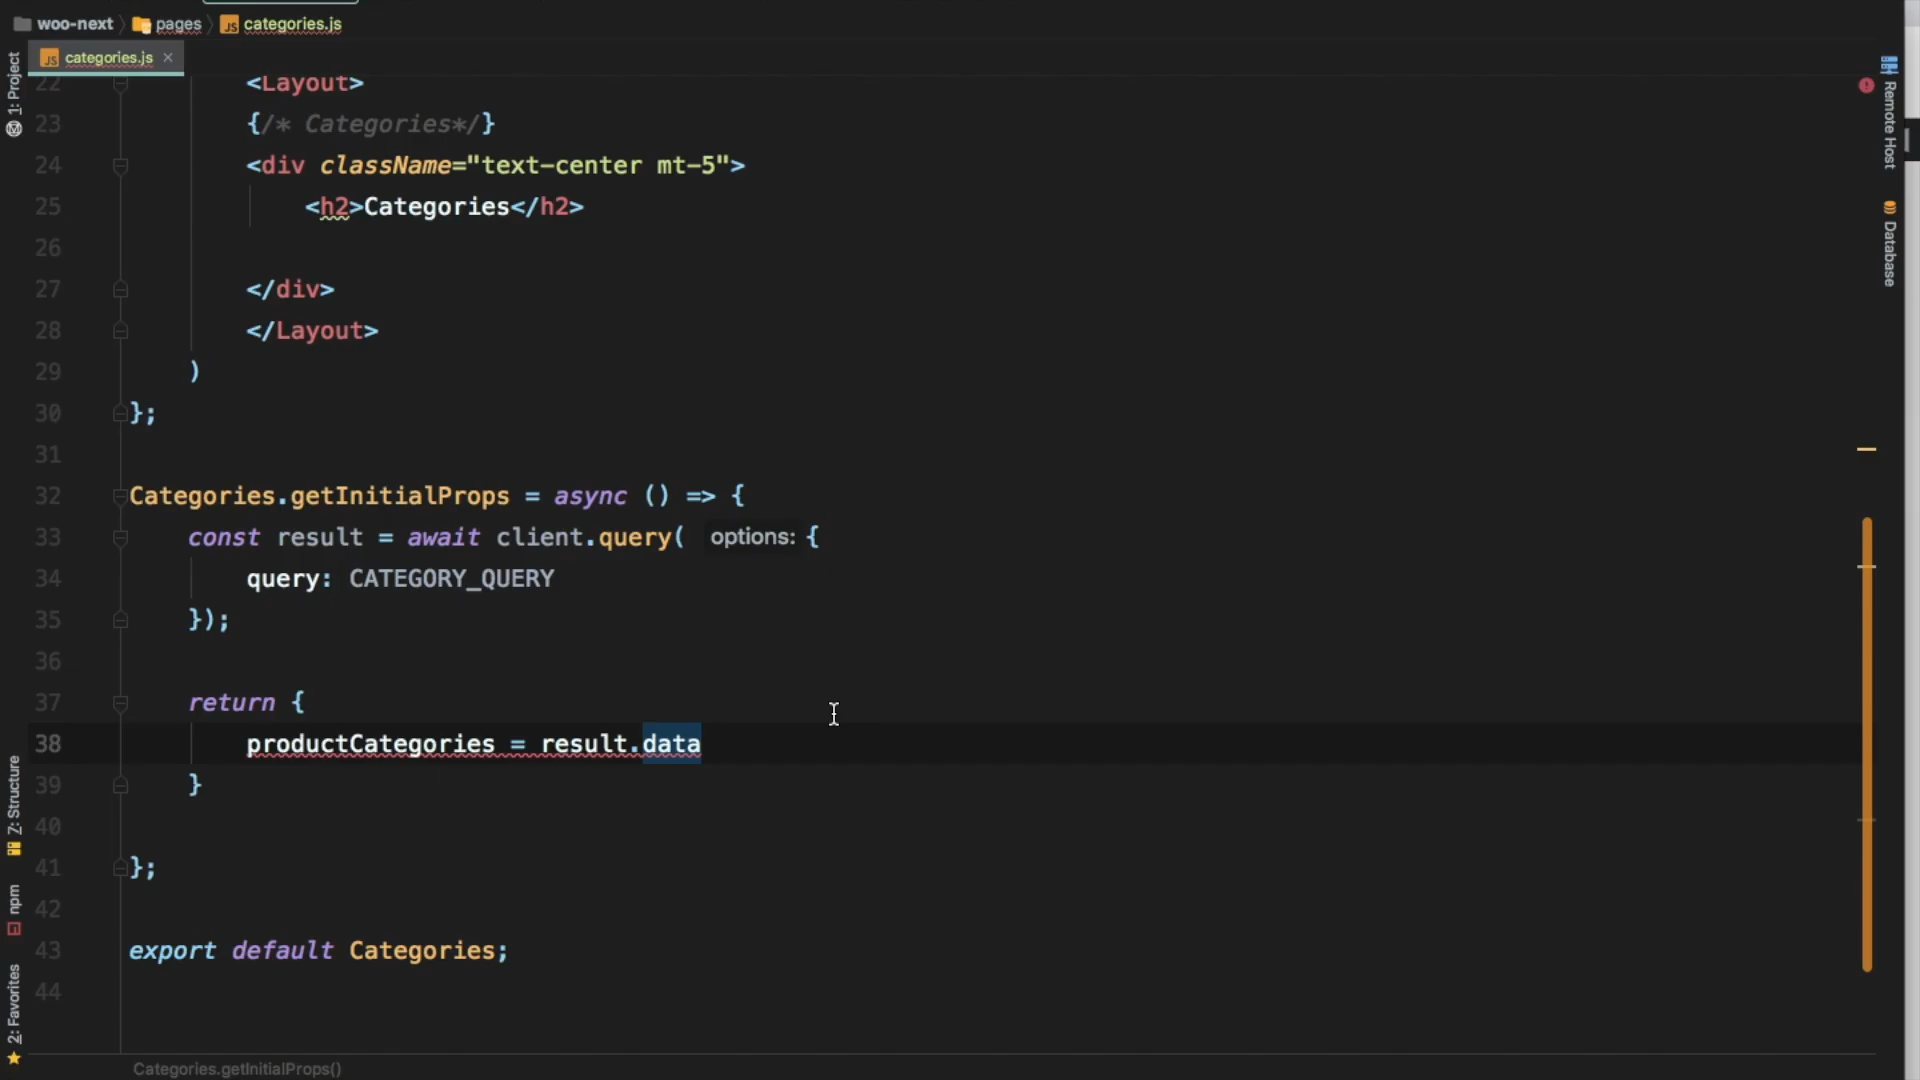 woo-next pages categories.js
categories.js
1: Project
Remote Host
Database
7: Structure
npm
2: Favorites
22 <Layout>
23 {/* Categories*/}
24 <div className="text-center mt-5">
25 <h2>Categories</h2>
26
27 </div>
28 </Layout>
29 )
30 };
31
32 Categories.getInitialProps = async () => {
33 const result = await client.query( options: {
34 query: CATEGORY_QUERY
35 });
36
37 return {
38 productCategories = result.data
39 }
40
41 };
42
43 export default Categories;
44
Categories.getInitialProps()